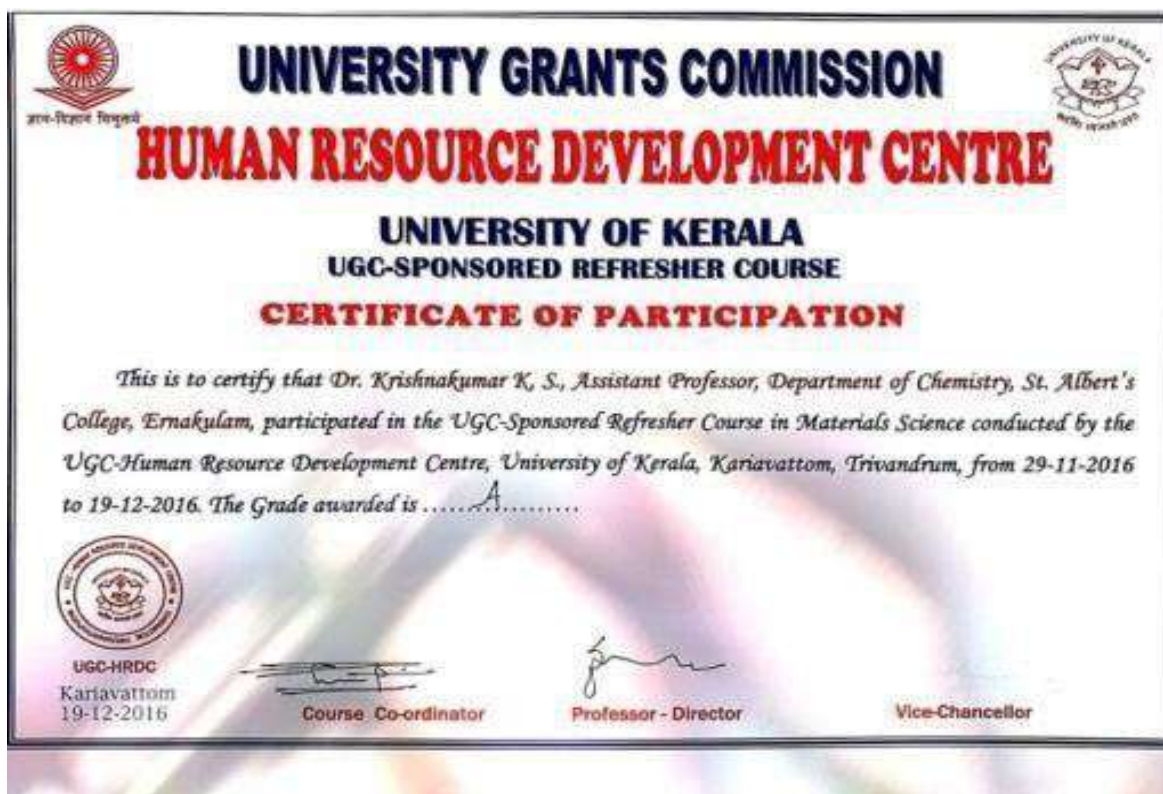 UNIVERSITY GRANTS COMMISSION
UNIVERSITY OF KERALA
ज्ञान-विज्ञान विमुक्तये
HUMAN RESOURCE DEVELOPMENT CENTRE
UNIVERSITY OF KERALA
UGC-SPONSORED REFRESHER COURSE
CERTIFICATE OF PARTICIPATION
This is to certify that Dr. Krishnakumar K. S., Assistant Professor, Department of Chemistry, St. Albert's
College, Ernakulam, participated in the UGC-Sponsored Refresher Course in Materials Science conducted by the
UGC-Human Resource Development Centre, University of Kerala, Kariavattom, Trivandrum, from 29-11-2016
to 19-12-2016. The Grade awarded is ......A...........
UGC-HRDC
Kariavattom
19-12-2016
Course Co-ordinator
Professor - Director
Vice-Chancellor